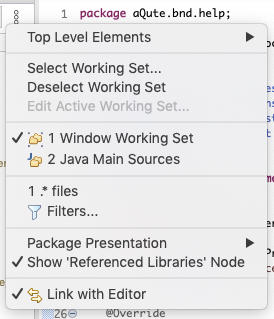 1 package aQute.bnd.help;
Top Level Elements
Select Working Set...
Deselect Working Set
Edit Active Working Set...
1 Window Working Set
2 Java Main Sources
1 .* files
Filters...
Package Presentation
Show 'Referenced Libraries' Node
Link with Editor
26 @Override